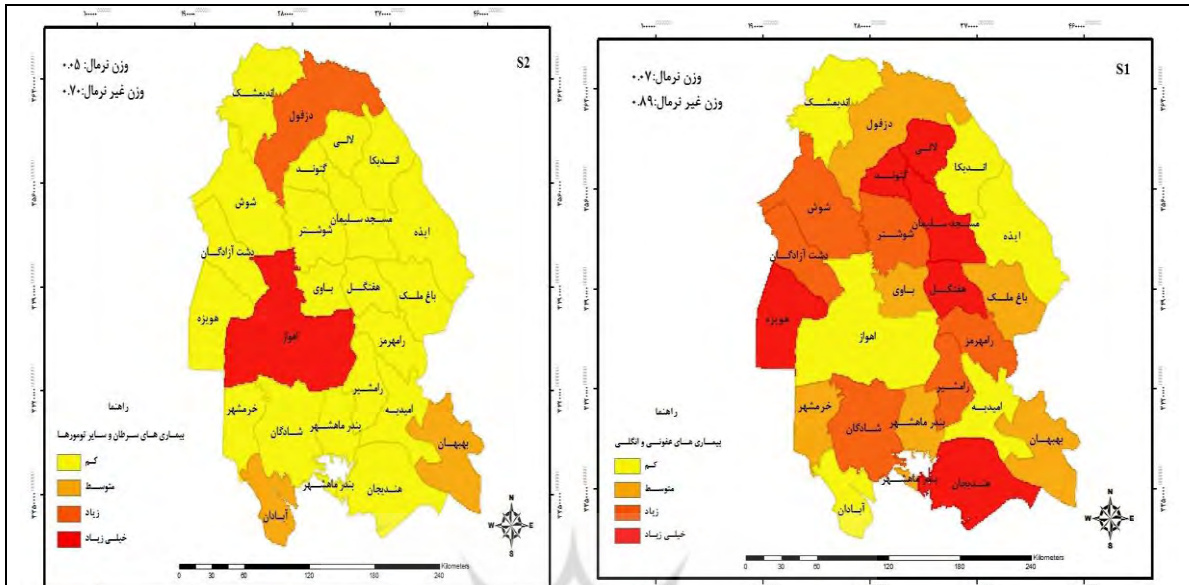 S2
وزن نرمال: ۰.۰۵
وزن غیر نرمال: ۰.۷۰
اندیمشک
دزفول
لالی
اندیکا
گتوند
شوش
مسجد سلیمان
شوشتر
ایذه
دشت آزادگان
باوی
هفتگل
باغ ملک
هویزه
اهواز
رامهرمز
رامشیر
خرمشهر
امیدیه
شادگان
بندر ماهشهر
بهبهان
بندر ماهشهر
هندیجان
آبادان
راهنما
بیماری های سرطان و سایر تومورها
کم
متوسط
زیاد
خیلی زیاد
N
W E
S
0 30 60 120 180 240
Kilometers
S1
وزن نرمال: ۰.۰۷
وزن غیر نرمال: ۰.۸۹
اندیمشک
دزفول
لالی
اندیکا
گتوند
شوش
مسجد سلیمان
شوشتر
ایذه
دشت آزادگان
باوی
هفتگل
باغ ملک
هویزه
اهواز
رامهرمز
رامشیر
خرمشهر
امیدیه
شادگان
بندر ماهشهر
بهبهان
بندر ماهشهر
هندیجان
آبادان
راهنما
بیماری های عفونی و انگلی
کم
متوسط
زیاد
خیلی زیاد
N
W E
S
0 30 60 120 180 240
Kilometers